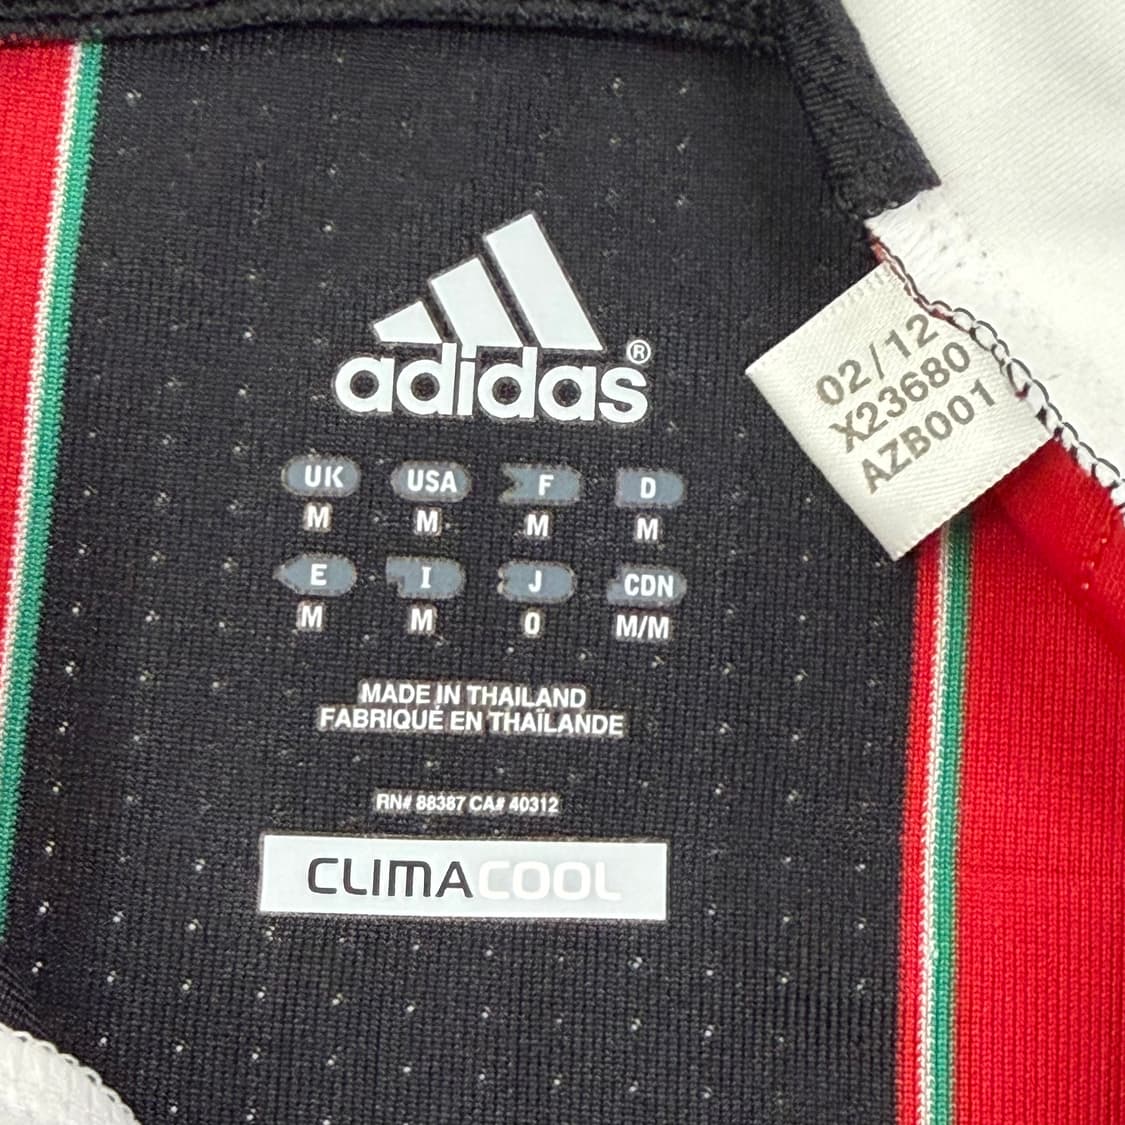 adidas®
UK USA F D
M M M M
E I J CDN
M M O M/M
MADE IN THAILAND
FABRIQUÉ EN THAÏLANDE
RN# 88387 CA# 40312
CLIMACOOL
02/12
X23680
AZB001